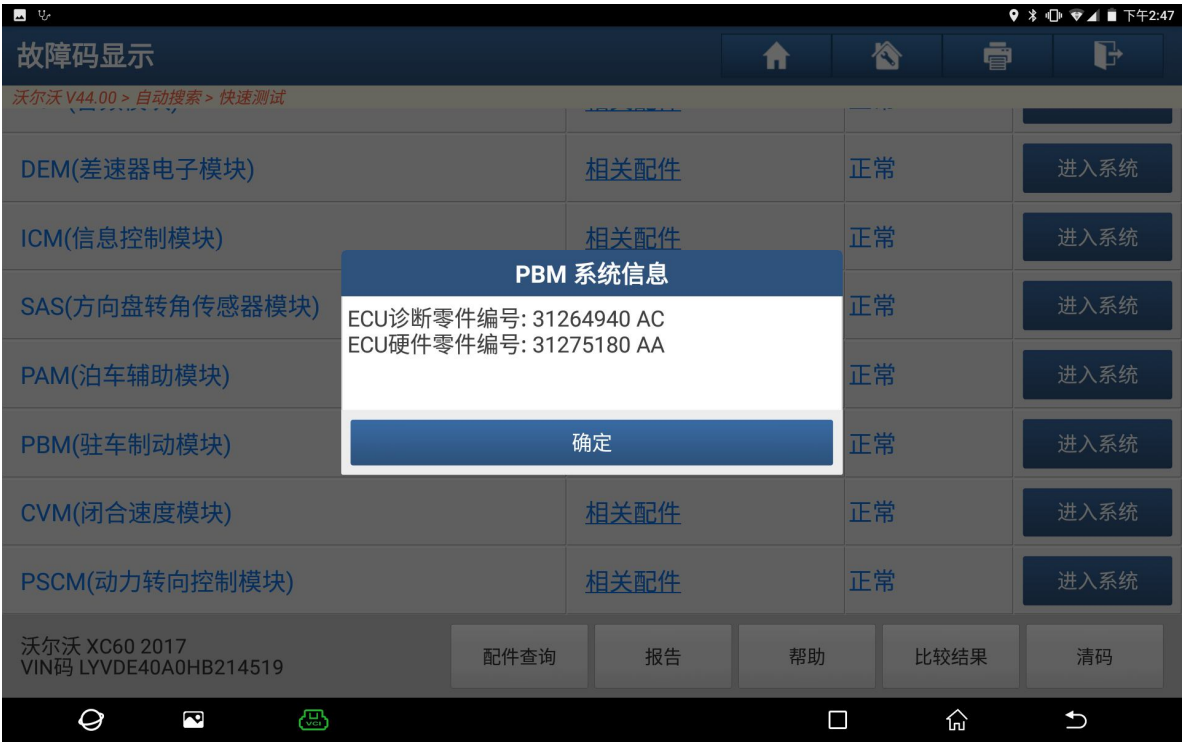 下午2:47
故障码显示
沃尔沃 V44.00 > 自动搜索 > 快速测试
DEM(差速器电子模块) 相关配件 正常 进入系统
ICM(信息控制模块) 相关配件 正常 进入系统
PBM 系统信息
SAS(方向盘转角传感器模块) 正常 进入系统
ECU诊断零件编号: 31264940 AC
ECU硬件零件编号: 31275180 AA
PAM(泊车辅助模块) 正常 进入系统
PBM(驻车制动模块) 确定 正常 进入系统
CVM(闭合速度模块) 相关配件 正常 进入系统
PSCM(动力转向控制模块) 相关配件 正常 进入系统
沃尔沃 XC60 2017
VIN码 LYVDE40A0HB214519
配件查询 报告 帮助 比较结果 清码
VCI